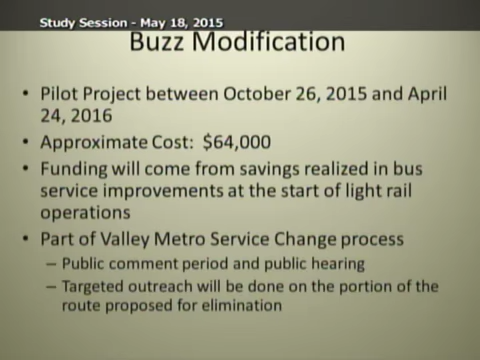 Study Session - May 18, 2015
Buzz Modification
• Pilot Project between October 26, 2015 and April
24, 2016
• Approximate Cost: $64,000
• Funding will come from savings realized in bus
service improvements at the start of light rail
operations
• Part of Valley Metro Service Change process
– Public comment period and public hearing
– Targeted outreach will be done on the portion of the
route proposed for elimination